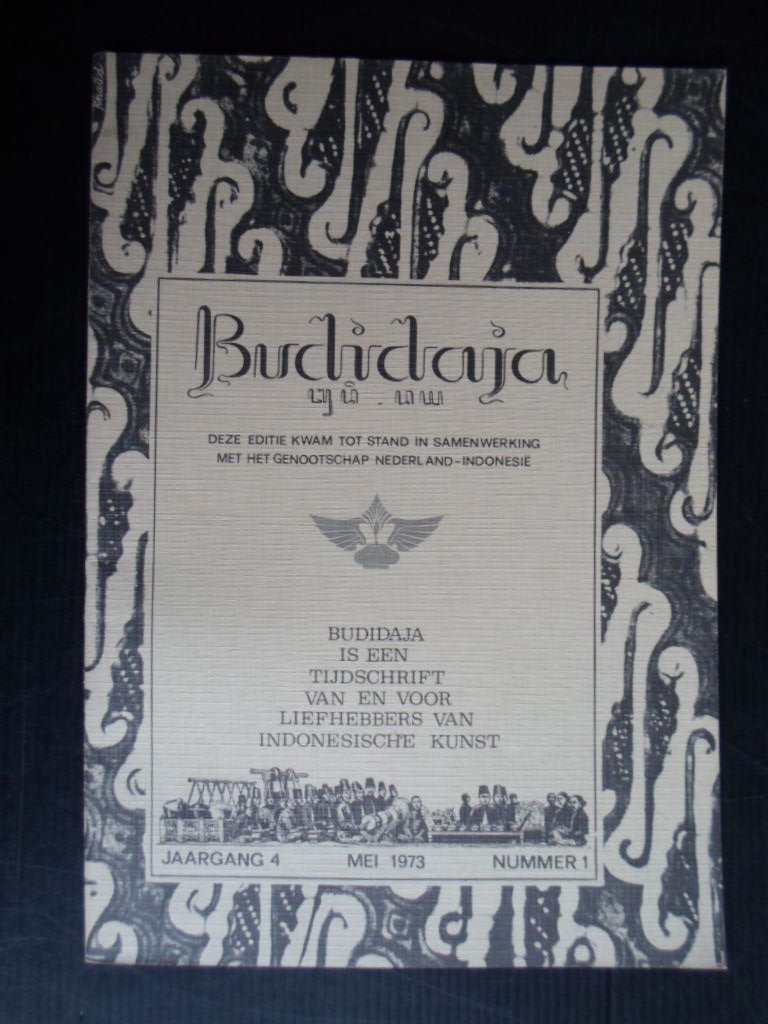 Budidaja
DEZE EDITIE KWAM TOT STAND IN SAMENWERKING
MET HET GENOOTSCHAP NEDERLAND-INDONESIË
BUDIDAJA
IS EEN
TIJDSCHRIFT
VAN EN VOOR
LIEFHEBBERS VAN
INDONESISCHE KUNST
JAARGANG 4 MEI 1973 NUMMER 1